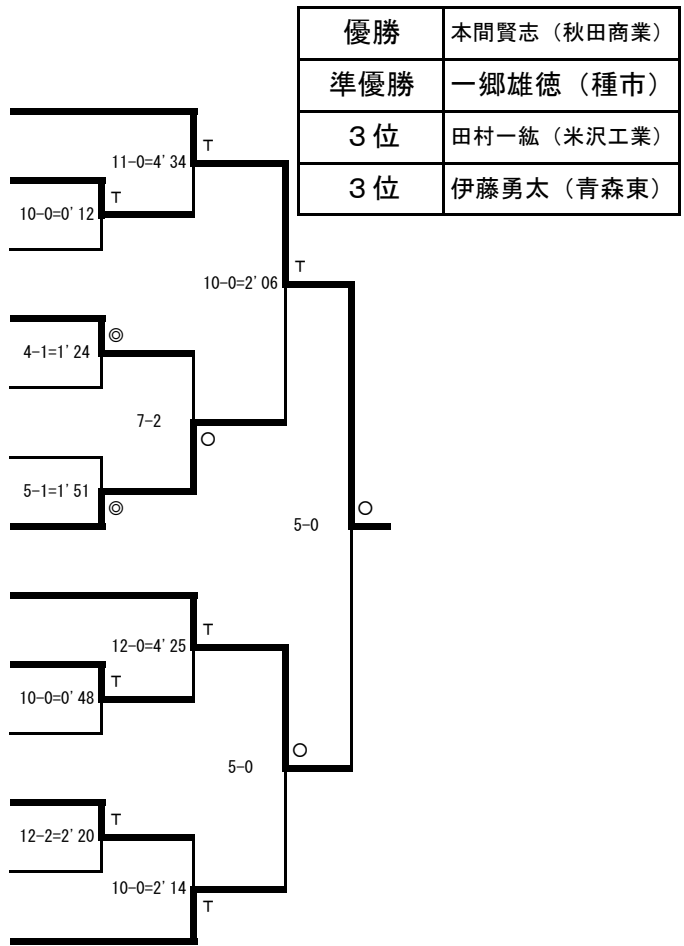 優勝 本間賢志（秋田商業）
準優勝 一郷雄徳（種市）
３位 田村一紘（米沢工業）
３位 伊藤勇太（青森東）
T
11-0=4'34
T
10-0=0'12
T
10-0=2'06
◎
4-1=1'24
7-2
○
5-1=1'51
◎
○
5-0
T
12-0=4'25
T
10-0=0'48
○
5-0
T
12-2=2'20
10-0=2'14
T